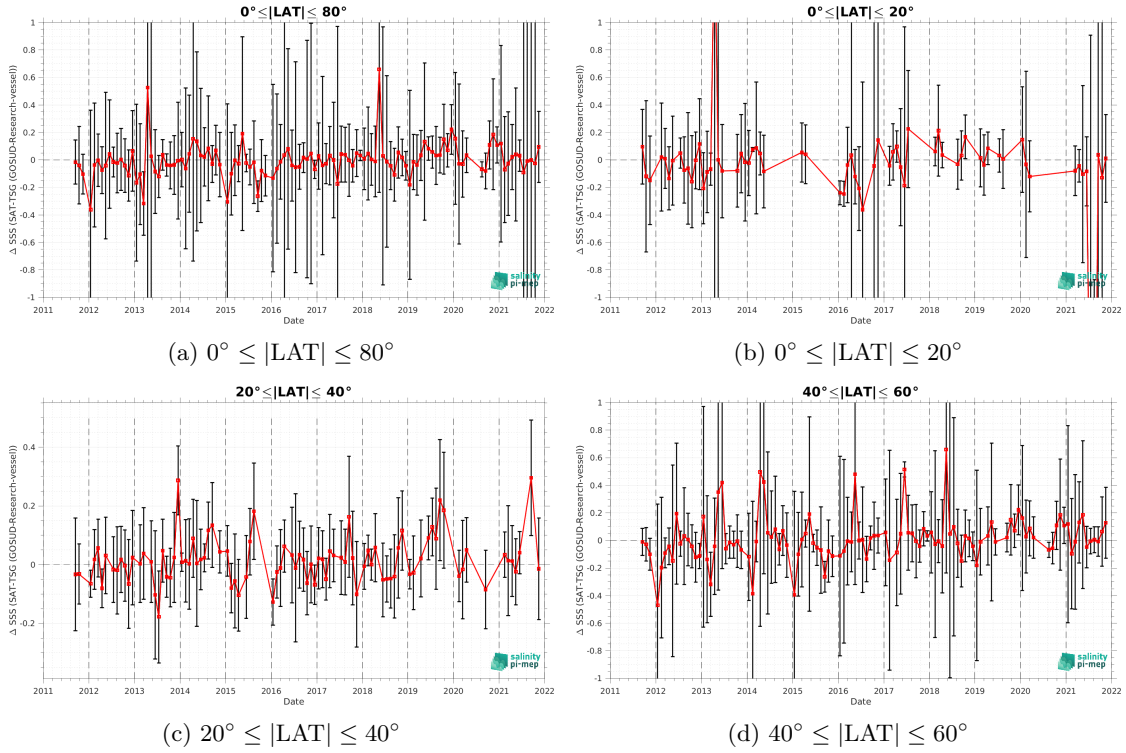 0°≤|LAT|≤ 80°
Δ SSS (SAT-TSG (GOSUD-Research-vessel))
1
0.8
0.6
0.4
0.2
0
-0.2
-0.4
-0.6
-0.8
-1
2011 2012 2013 2014 2015 2016 2017 2018 2019 2020 2021 2022
Date
salinity
pi-mep
(a) 0° ≤ |LAT| ≤ 80°
0°≤|LAT|≤ 20°
Δ SSS (SAT-TSG (GOSUD-Research-vessel))
1
0.8
0.6
0.4
0.2
0
-0.2
-0.4
-0.6
-0.8
-1
2011 2012 2013 2014 2015 2016 2017 2018 2019 2020 2021 2022
Date
salinity
pi-mep
(b) 0° ≤ |LAT| ≤ 20°
20°≤|LAT|≤ 40°
Δ SSS (SAT-TSG (GOSUD-Research-vessel))
0.4
0.2
0
-0.2
2011 2012 2013 2014 2015 2016 2017 2018 2019 2020 2021 2022
Date
salinity
pi-mep
(c) 20° ≤ |LAT| ≤ 40°
40°≤|LAT|≤ 60°
Δ SSS (SAT-TSG (GOSUD-Research-vessel))
1
0.8
0.6
0.4
0.2
0
-0.2
-0.4
-0.6
-0.8
-1
2011 2012 2013 2014 2015 2016 2017 2018 2019 2020 2021 2022
Date
salinity
pi-mep
(d) 40° ≤ |LAT| ≤ 60°